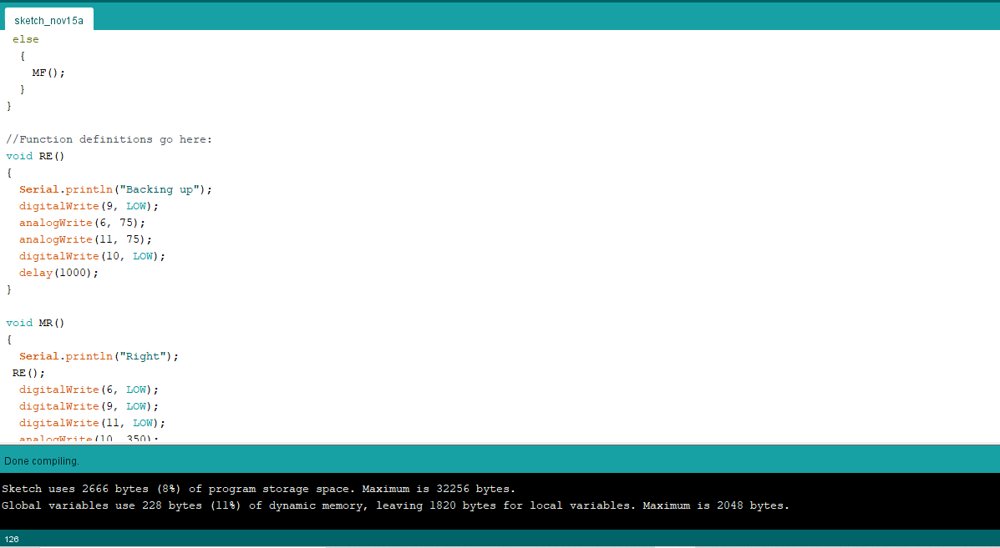 sketch_nov15a
else
{
MF();
}
}
//Function definitions go here:
void RE()
{
Serial.println("Backing up");
digitalWrite(9, LOW);
analogWrite(6, 75);
analogWrite(11, 75);
digitalWrite(10, LOW);
delay(1000);
}
void MR()
{
Serial.println("Right");
RE();
digitalWrite(6, LOW);
digitalWrite(9, LOW);
digitalWrite(11, LOW);
analogWrite(10, 350);
Done compiling.
Sketch uses 2666 bytes (8%) of program storage space. Maximum is 32256 bytes.
Global variables use 228 bytes (11%) of dynamic memory, leaving 1820 bytes for local variables. Maximum is 2048 bytes.
126